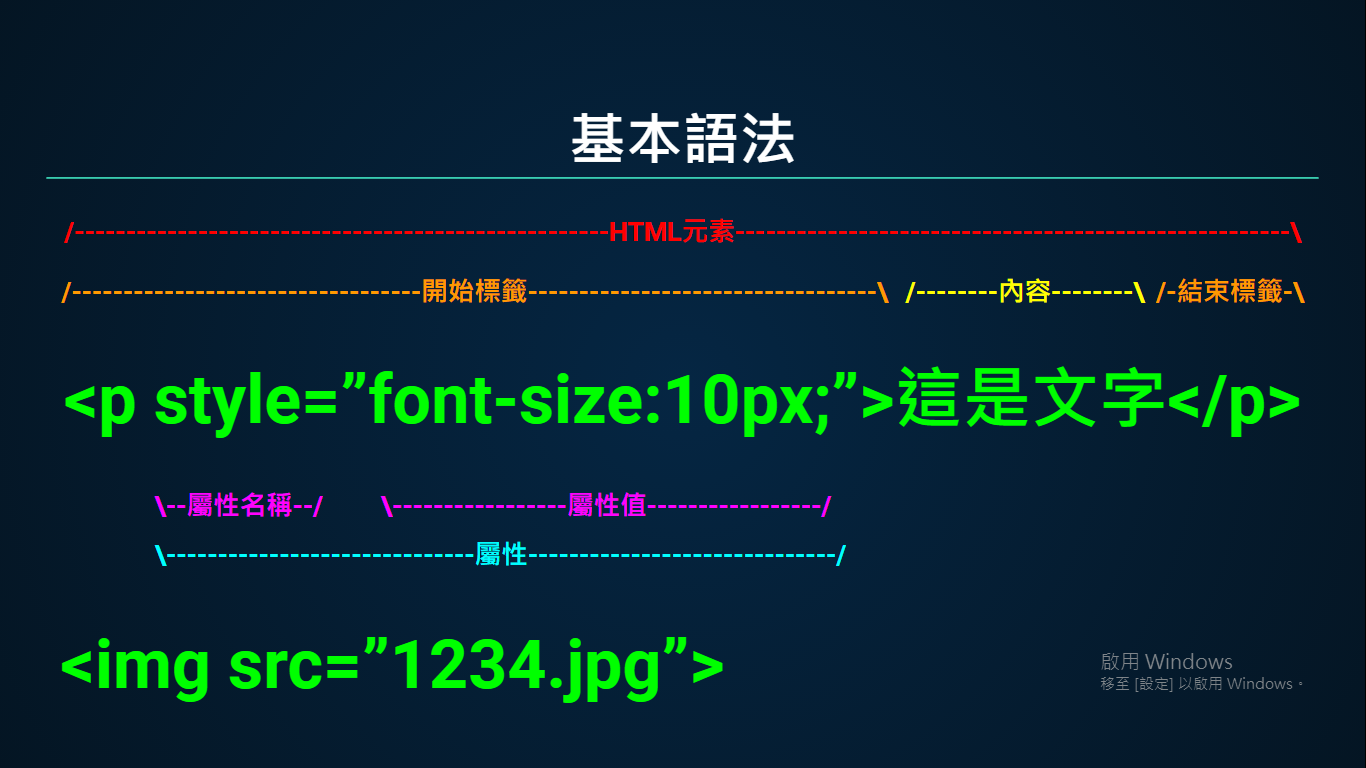 基本語法
/----------------------------------------------------HTML元素------------------------------------------------------\
/----------------------------------開始標籤----------------------------------\ /--------內容--------\ /-結束標籤-\
<p style=”font-size:10px;”>這是文字</p>
\--屬性名稱--/ \-----------------屬性值-----------------/
\------------------------------屬性------------------------------/
<img src=”1234.jpg”>
啟用 Windows
移至 [設定] 以啟用 Windows。